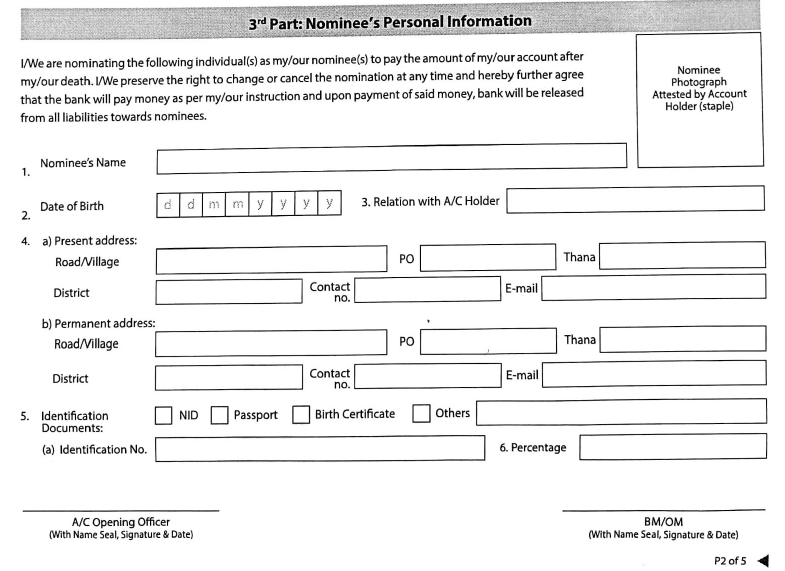 3rd Part: Nominee's Personal Information
I/We are nominating the following individual(s) as my/our nominee(s) to pay the amount of my/our account after
my/our death. I/We preserve the right to change or cancel the nomination at any time and hereby further agree
that the bank will pay money as per my/our instruction and upon payment of said money, bank will be released
from all liabilities towards nominees.
Nominee
Photograph
Attested by Account
Holder (staple)
1. Nominee's Name
2. Date of Birth d d m m y y y y 3. Relation with A/C Holder
4. a) Present address:
Road/Village PO Thana
District Contact no. E-mail
b) Permanent address:
Road/Village PO Thana
District Contact no. E-mail
5. Identification Documents: NID Passport Birth Certificate Others
(a) Identification No. 6. Percentage
A/C Opening Officer
(With Name Seal, Signature & Date)
BM/OM
(With Name Seal, Signature & Date)
P2 of 5